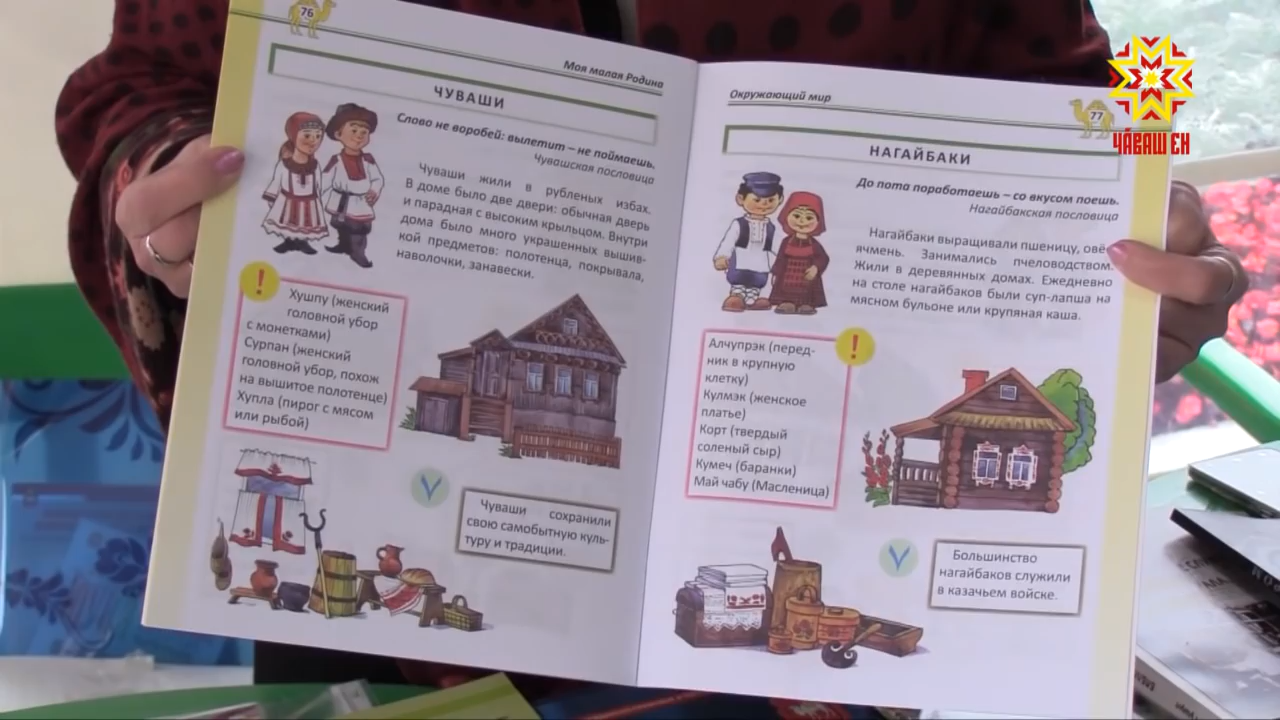 76
Моя малая Родина
ЧУВАШИ
Слово не воробей: вылетит – не поймаешь.
Чувашская пословица
Чуваши жили в рубленых избах.
В доме было две двери: обычная дверь
и парадная с высоким крыльцом. Внутри
дома было много украшенных вышив-
кой предметов: полотенца, покрывала,
наволочки, занавески.
!
Хушпу (женский
головной убор
с монетками)
Сурпан (женский
головной убор, похож
на вышитое полотенце)
Хупла (пирог с мясом
или рыбой)
Чуваши сохранили
свою самобытную куль-
туру и традиции.
Окружающий мир
77
НАГАЙБАКИ
До пота поработаешь – со вкусом поешь.
Нагайбакская пословица
Нагайбаки выращивали пшеницу, овё
ячмень. Занимались пчеловодством.
Жили в деревянных домах. Ежедневно
на столе нагайбаков были суп-лапша на
мясном бульоне или крупяная каша.
!
Алчупрэк (перед-
ник в крупную
клетку)
Кулмэк (женское
платье)
Корт (твердый
соленый сыр)
Кумеч (баранки)
Май чабу (Масленица)
Большинство
нагайбаков служили
в казачьем войске.
ЧĂВАШ ЕН